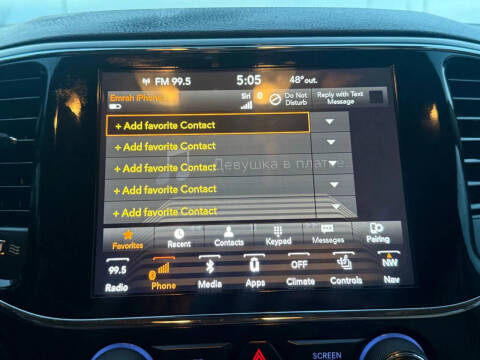 FM 99.5 5:05 48° out.
Emrah iPhone Siri Do Not Disturb Reply with Text Message
+ Add favorite Contact
+ Add favorite Contact
+ Add favorite Contact
Девушка в платье
+ Add favorite Contact
+ Add favorite Contact
Favorites Recent Contacts Keypad Messages Pairing
99.5 OFF NW
Radio Phone Media Apps Climate Controls Nav
SCREEN